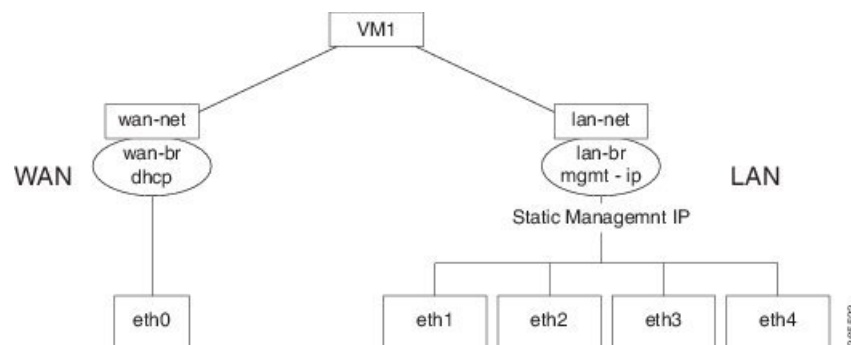 VM1
wan-net
lan-net
wan-br
dhcp
lan-br
mgmt - ip
WAN
LAN
Static Managemnt IP
eth0
eth1
eth2
eth3
eth4